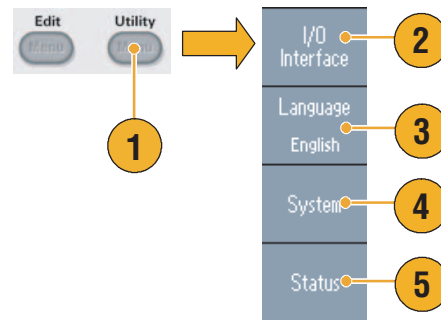 Edit
Utility
Menu
Menu
1
I/O
Interface
2
Language
English
3
System
4
Status
5